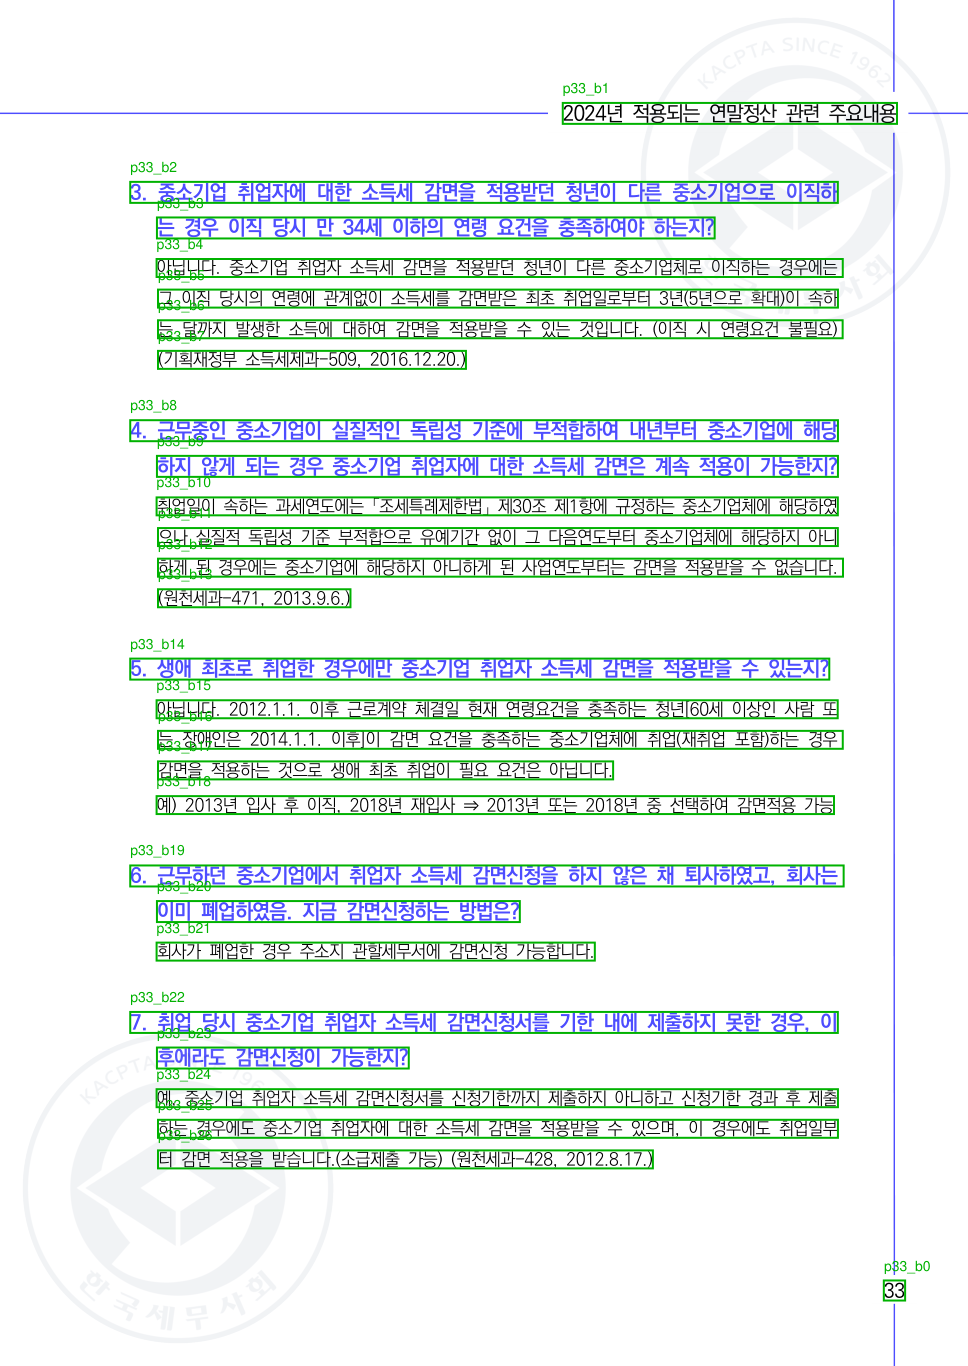 KACPTA SINCE 1962
p33_b1
2024년 적용되는 연말정산 관련 주요내용
p33_b2
3. 중소기업 취업자에 대한 소득세 감면을 적용받던 청년이 다른 중소기업으로 이직하
p33_b3
는 경우 이직 당시 만 34세 이하의 연령 요건을 충족하여야 하는지?
p33_b4
아닙니다. 중소기업 취업자 소득세 감면을 적용받던 청년이 다른 중소기업체로 이직하는 경우에는
p33_b5
그 이직 당시의 연령에 관계없이 소득세를 감면받은 최초 취업일로부터 3년(5년으로 확대)이 속하
p33_b6
는 달까지 발생한 소득에 대하여 감면을 적용받을 수 있는 것입니다. (이직 시 연령요건 불필요)
p33_b7
(기획재정부 소득세제과-509, 2016.12.20.)
p33_b8
4. 근무중인 중소기업이 실질적인 독립성 기준에 부적합하여 내년부터 중소기업에 해당
p33_b9
하지 않게 되는 경우 중소기업 취업자에 대한 소득세 감면은 계속 적용이 가능한지?
p33_b10
취업일이 속하는 과세연도에는「조세특례제한법」제30조 제1항에 규정하는 중소기업체에 해당하였
p33_b11
으나 실질적 독립성 기준 부적합으로 유예기간 없이 그 다음연도부터 중소기업체에 해당하지 아니
p33_b12
하게 된 경우에는 중소기업에 해당하지 아니하게 된 사업연도부터는 감면을 적용받을 수 없습니다.
p33_b13
(원천세과-471, 2013.9.6.)
p33_b14
5. 생애 최초로 취업한 경우에만 중소기업 취업자 소득세 감면을 적용받을 수 있는지?
p33_b15
아닙니다. 2012.1.1. 이후 근로계약 체결일 현재 연령요건을 충족하는 청년[60세 이상인 사람 또
p33_b16
는 장애인은 2014.1.1. 이후]이 감면 요건을 충족하는 중소기업체에 취업(재취업 포함)하는 경우
p33_b17
감면을 적용하는 것으로 생애 최초 취업이 필요 요건은 아닙니다.
p33_b18
예) 2013년 입사 후 이직, 2018년 재입사 ⇒ 2013년 또는 2018년 중 선택하여 감면적용 가능
p33_b19
6. 근무하던 중소기업에서 취업자 소득세 감면신청을 하지 않은 채 퇴사하였고, 회사는
p33_b20
이미 폐업하였음. 지금 감면신청하는 방법은?
p33_b21
회사가 폐업한 경우 주소지 관할세무서에 감면신청 가능합니다.
p33_b22
7. 취업 당시 중소기업 취업자 소득세 감면신청서를 기한 내에 제출하지 못한 경우, 이
p33_b23
후에라도 감면신청이 가능한지?
p33_b24
예, 중소기업 취업자 소득세 감면신청서를 신청기한까지 제출하지 아니하고 신청기한 경과 후 제출
p33_b25
하는 경우에도 중소기업 취업자에 대한 소득세 감면을 적용받을 수 있으며, 이 경우에도 취업일부
p33_b26
터 감면 적용을 받습니다.(소급제출 가능) (원천세과-428, 2012.8.17.)
한국세무사회
p33_b0
33